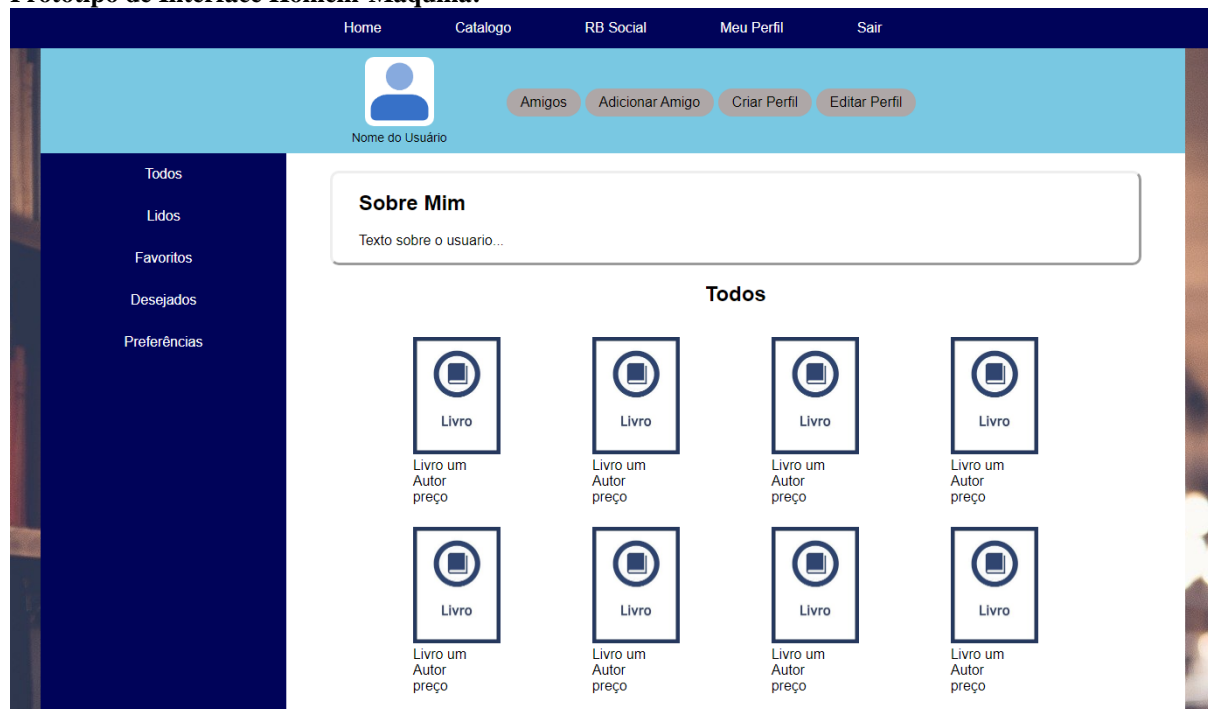 Protótipo de Interface Homem-Máquina:
Home Catalogo RB Social Meu Perfil Sair
Amigos Adicionar Amigo Criar Perfil Editar Perfil
Nome do Usuário
Todos
Lidos
Favoritos
Desejados
Preferências
Sobre Mim
Texto sobre o usuario...
Todos
Livro Livro Livro Livro
Livro um Livro um Livro um Livro um
Autor Autor Autor Autor
preço preço preço preço
Livro Livro Livro Livro
Livro um Livro um Livro um Livro um
Autor Autor Autor Autor
preço preço preço preço